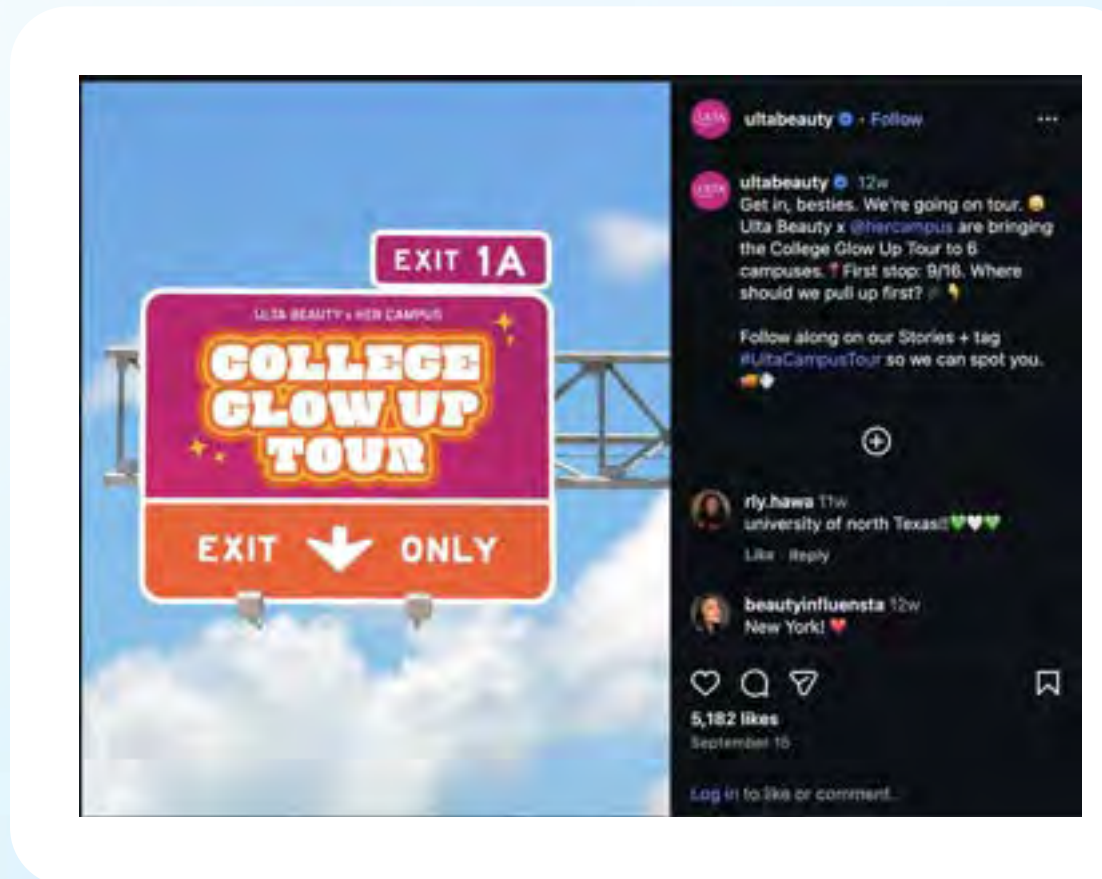 EXIT 1A
ULTA BEAUTY x HER CAMPUS
COLLEGE
GLOW UP
TOUR
EXIT ONLY
ultabeauty · Follow
ultabeauty 12w
Get in, besties. We're going on tour.
Ulta Beauty x @hercampus are bringing
the College Glow Up Tour to 6
campuses. First stop: 9/16. Where
should we pull up first?
Follow along on our Stories + tag
#UltaCampusTour so we can spot you.
rly.hawa 11w
university of north Texas!!
Like Reply
beautyinfluensta 12w
New York!
5,182 likes
September 15
Log in to like or comment.